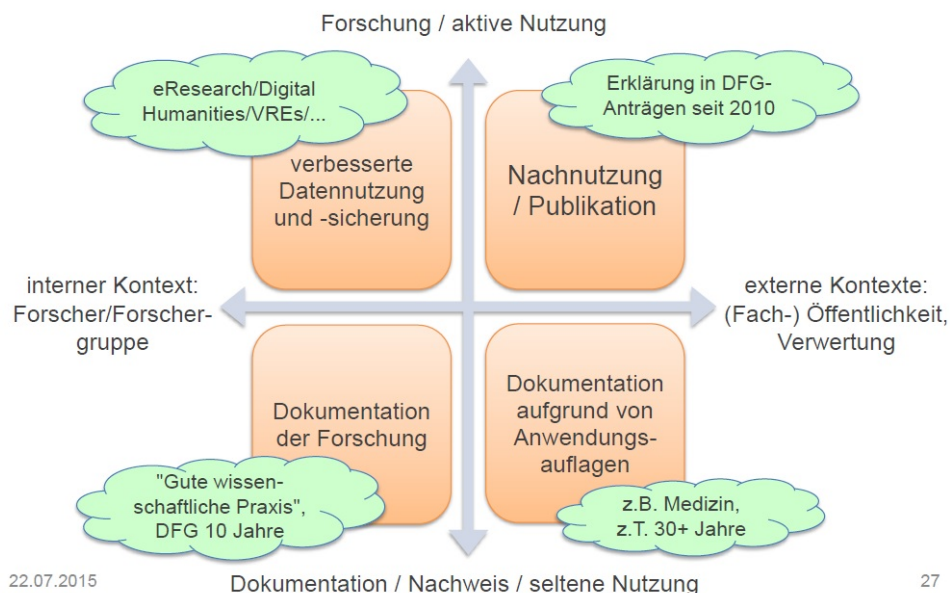 Forschung / aktive Nutzung
eResearch/Digital
Humanities/VREs/...
Erklärung in DFG-
Anträgen seit 2010
verbesserte
Datennutzung
und -sicherung
Nachnutzung
/ Publikation
interner Kontext:
Forscher/Forscher-
gruppe
externe Kontexte:
(Fach-) Öffentlichkeit,
Verwertung
Dokumentation
der Forschung
Dokumentation
aufgrund von
Anwendungs-
auflagen
"Gute wissen-
schaftliche Praxis",
DFG 10 Jahre
z.B. Medizin,
z.T. 30+ Jahre
22.07.2015
Dokumentation / Nachweis / seltene Nutzung
27